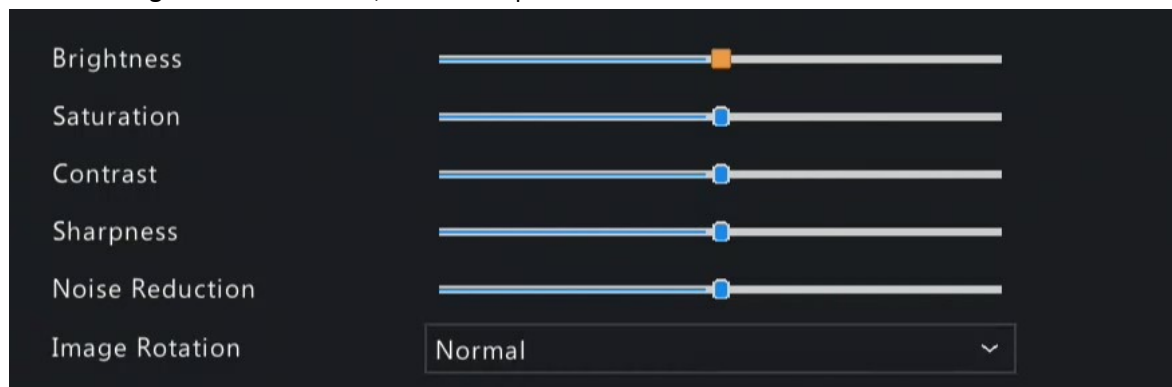 Brightness
Saturation
Contrast
Sharpness
Noise Reduction
Image Rotation Normal